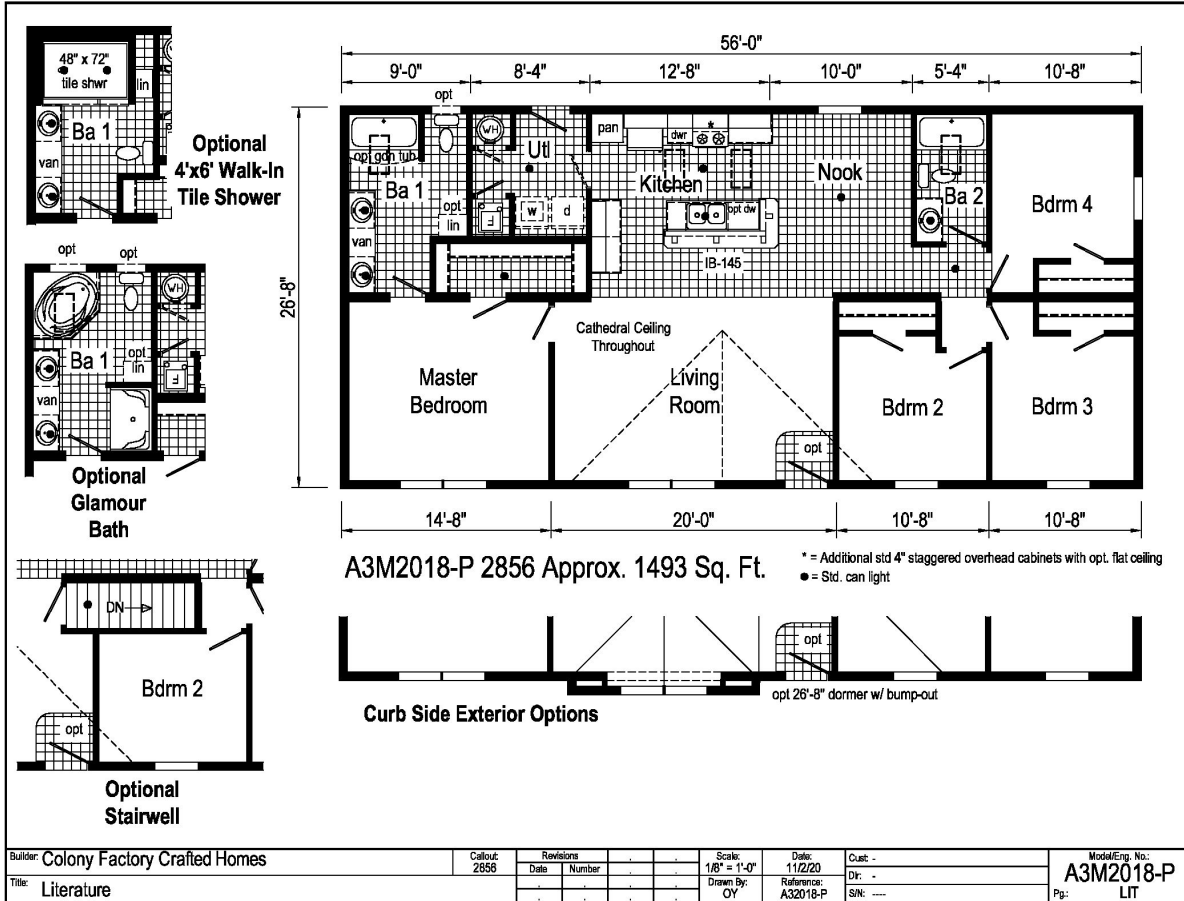 48" x 72"
tile shwr
lin
Ba 1
van
Optional
4'x6' Walk-In
Tile Shower
opt
opt
WH
Ba 1
opt
lin
van
F
Optional
Glamour
Bath
DN
Bdrm 2
opt
Optional
Stairwell
56'-0"
9'-0"
8'-4"
12'-8"
10'-0"
5'-4"
10'-8"
26'-8"
opt
opt gdn tub
Ba 1
opt
lin
van
WH
Utl
F
w
d
pan
dwr
*
Kitchen
opt dw
IB-145
Nook
Ba 2
Bdrm 4
Cathedral Ceiling
Throughout
Master
Bedroom
Living
Room
opt
Bdrm 2
Bdrm 3
14'-8"
20'-0"
10'-8"
10'-8"
A3M2018-P 2856 Approx. 1493 Sq. Ft.
* = Additional std 4" staggered overhead cabinets with opt. flat ceiling
● = Std. can light
opt
opt 26'-8" dormer w/ bump-out
Curb Side Exterior Options
Builder: Colony Factory Crafted Homes
Title: Literature
Callout:
2856
Revisions
Date Number
Scale:
1/8" = 1'-0"
Drawn By:
OY
Date:
11/2/20
Reference:
A32018-P
Cust: -
Dir: -
S/N: ----
Model/Eng. No.:
A3M2018-P
Pg.: LIT